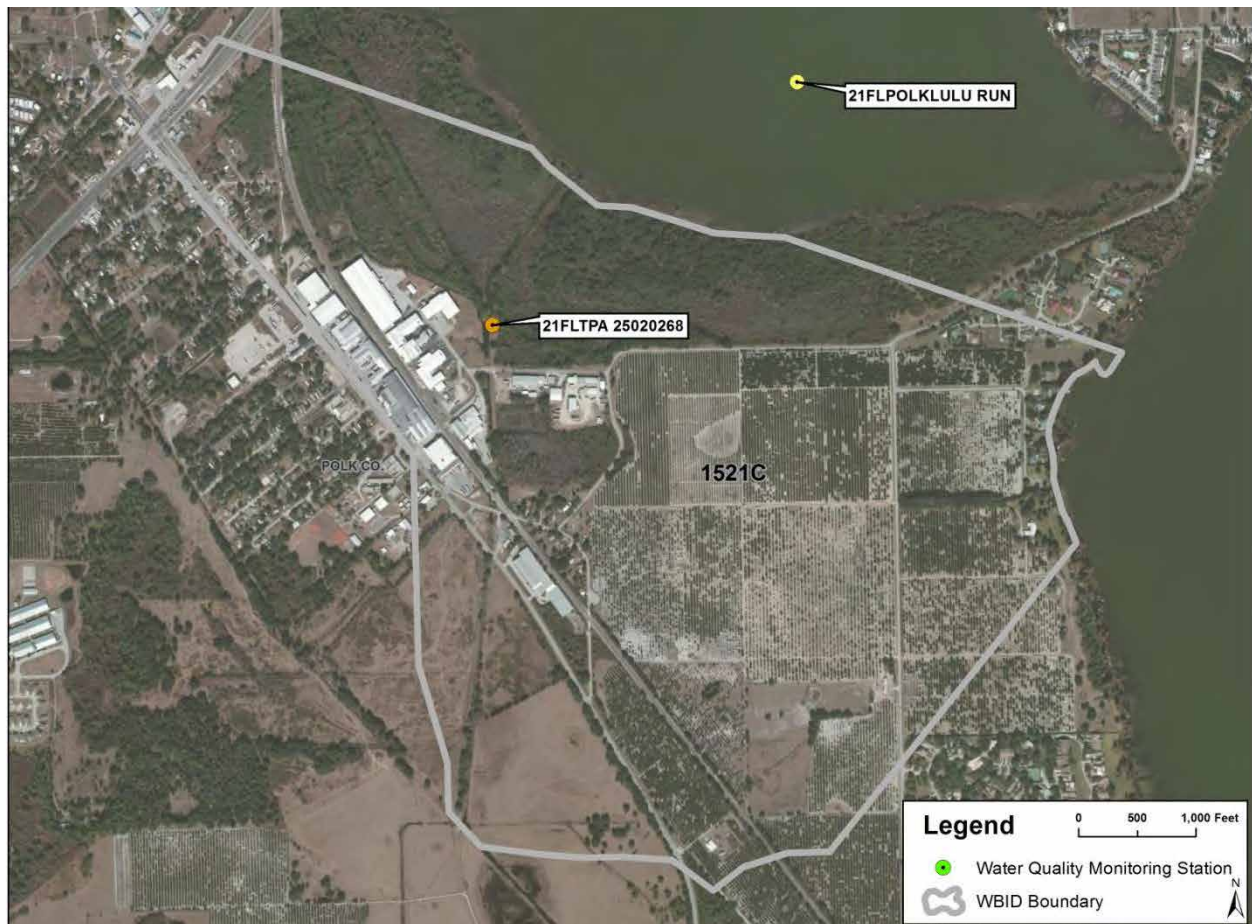 21FLPOLKLULU RUN
21FLTPA 25020268
POLK CO.
1521C
Legend
0 500 1,000 Feet
Water Quality Monitoring Station
WBID Boundary
N